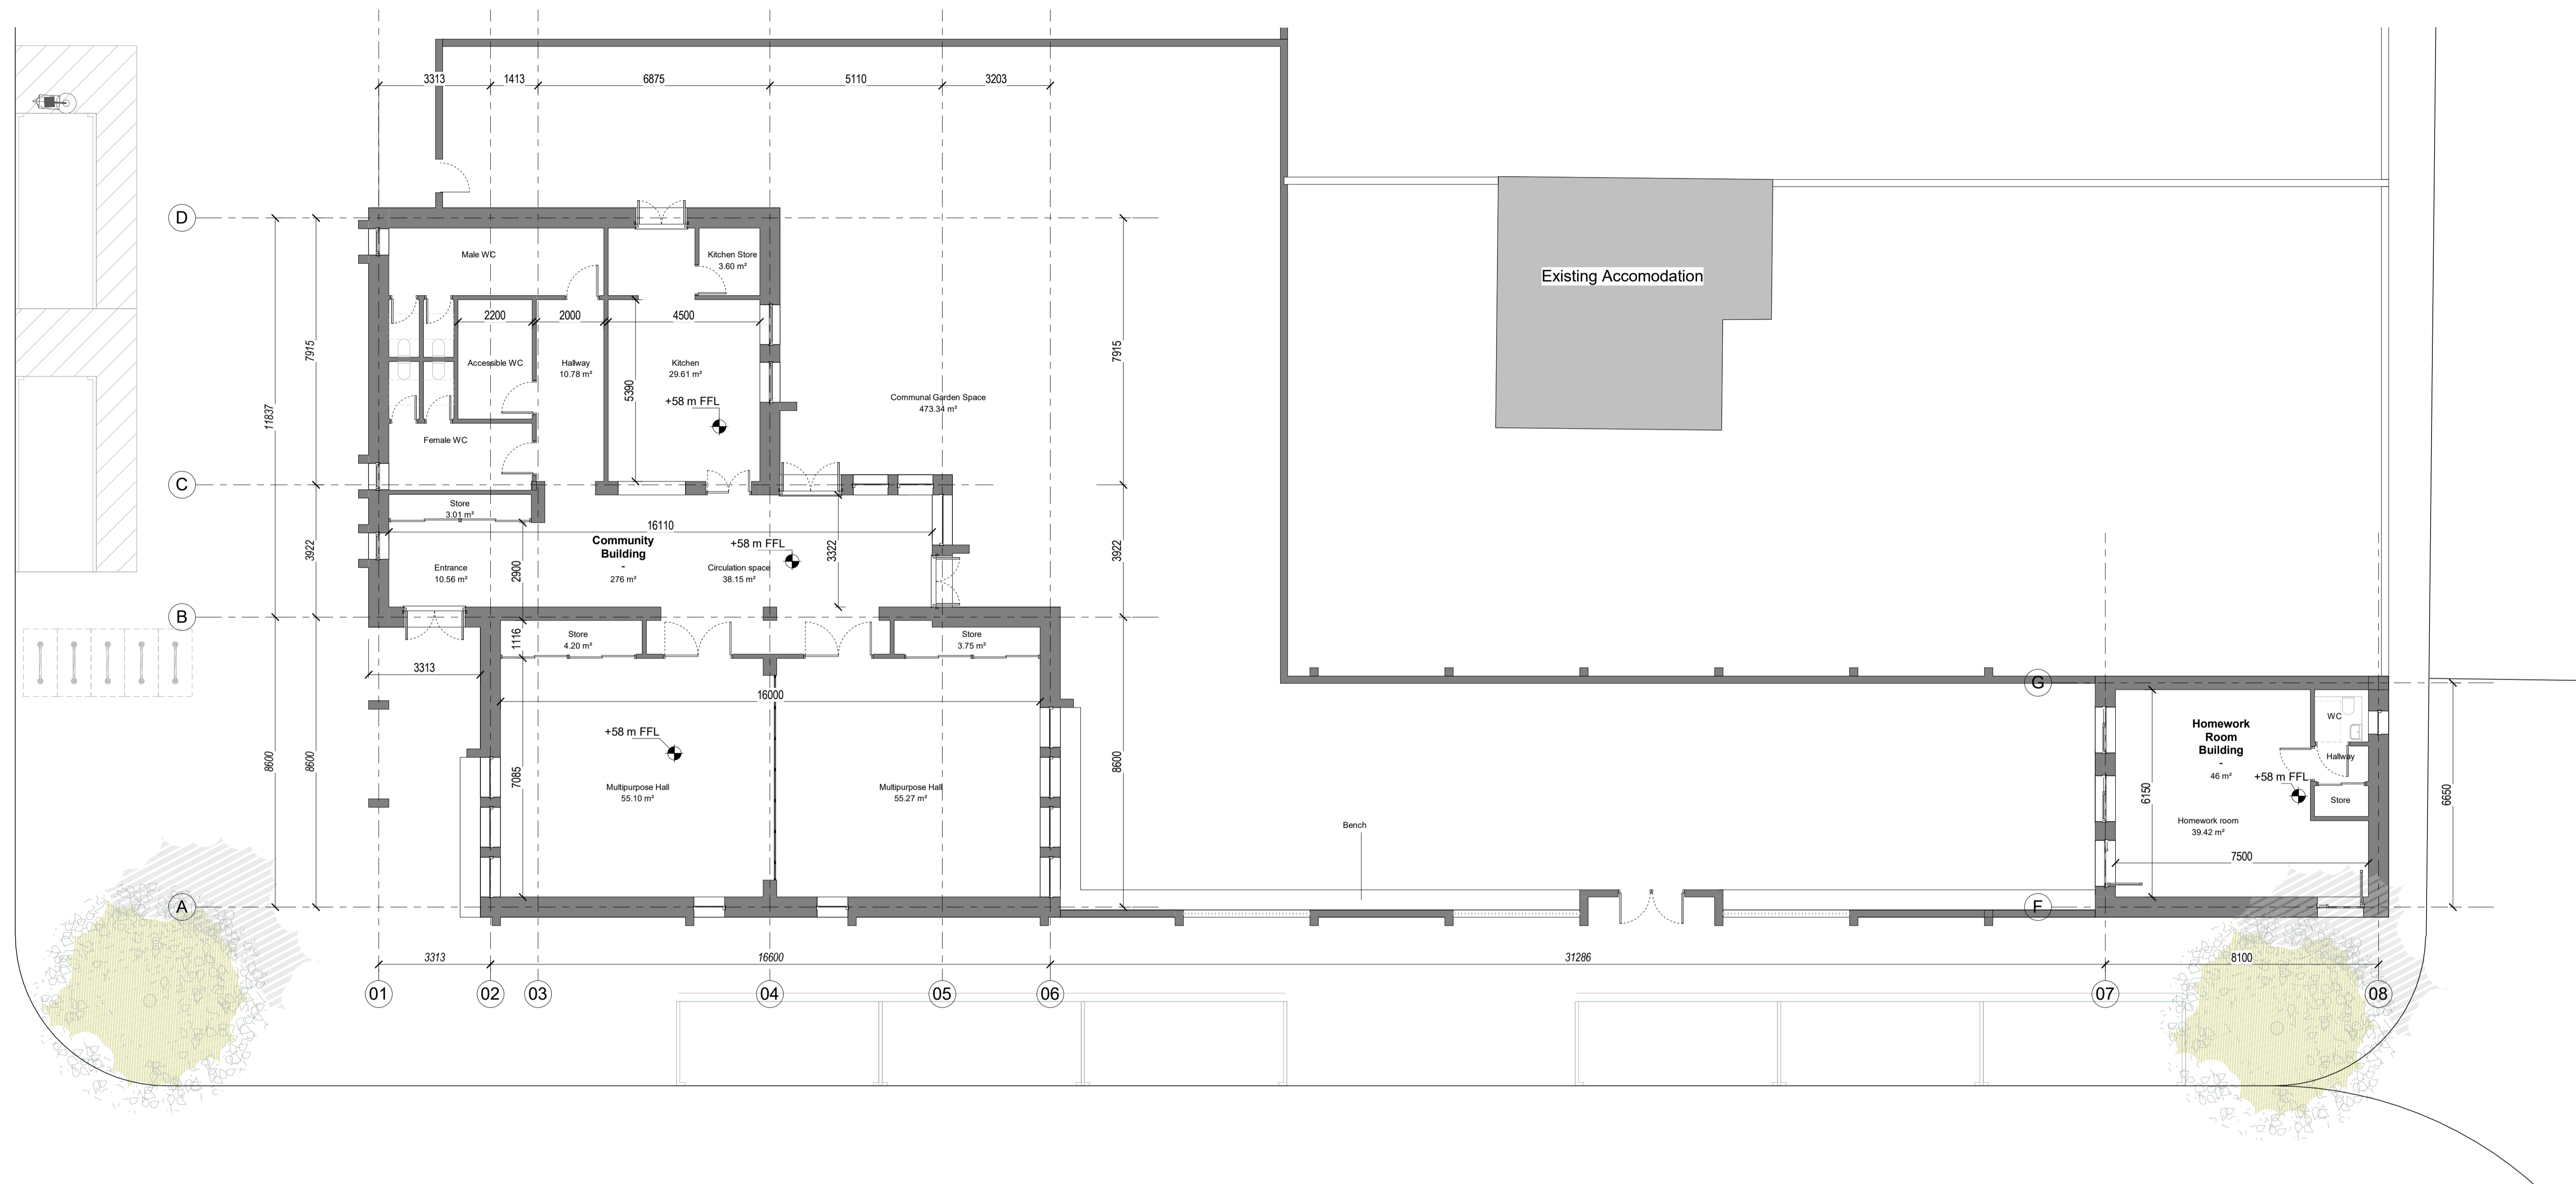 3313
1413
6875
5110
3203
D
Male WC
Kitchen Store
3.60 m²
Existing Accomodation
2200
2000
4500
7915
7915
Accessible WC
Hallway
10.78 m²
Kitchen
29.61 m²
5390
+58 m FFL
Communal Garden Space
473.34 m²
11837
Female WC
C
Store
3.01 m²
16110
3922
Community
Building
-
276 m²
+58 m FFL
3322
3922
Entrance
10.56 m²
2900
Circulation space
38.15 m²
B
1116
Store
4.20 m²
Store
3.75 m²
3313
16000
G
+58 m FFL
WC
Homework
Room
Building
-
46 m²
Hallway
+58 m FFL
8600
8600
7085
Multipurpose Hall
55.10 m²
Multipurpose Hall
55.27 m²
8600
6150
Store
6650
Bench
Homework room
39.42 m²
7500
A
F
3313
16600
31286
8100
01
02
03
04
05
06
07
08